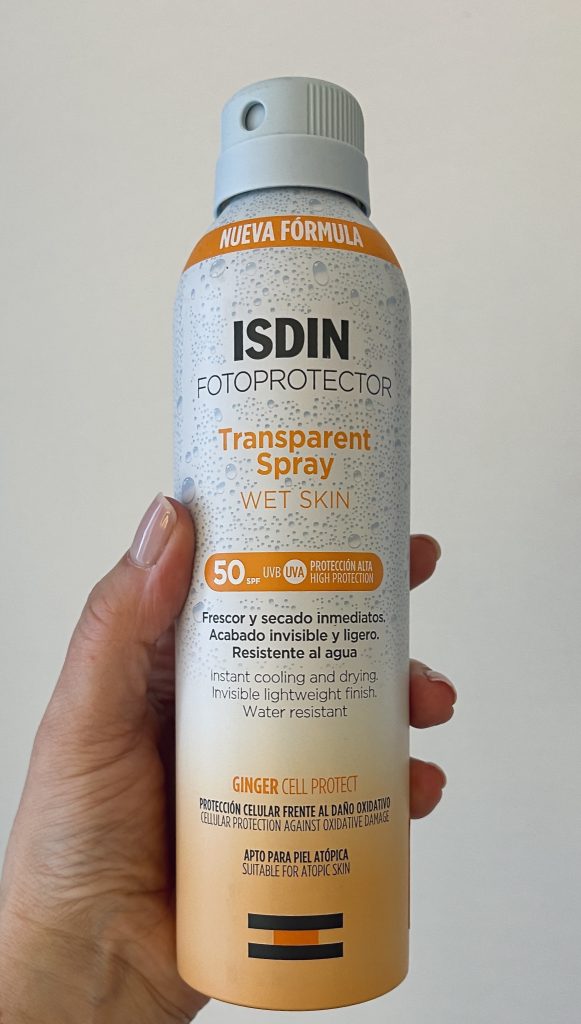 NUEVA FÓRMULA
ISDIN
FOTOPROTECTOR
Transparent
Spray
WET SKIN
50 SPF UVB UVA PROTECCIÓN ALTA
HIGH PROTECTION
Frescor y secado inmediatos.
Acabado invisible y ligero.
Resistente al agua
Instant cooling and drying.
Invisible lightweight finish.
Water resistant
GINGER CELL PROTECT
PROTECCIÓN CELULAR FRENTE AL DAÑO OXIDATIVO
CELLULAR PROTECTION AGAINST OXIDATIVE DAMAGE
APTO PARA PIEL ATÓPICA
SUITABLE FOR ATOPIC SKIN